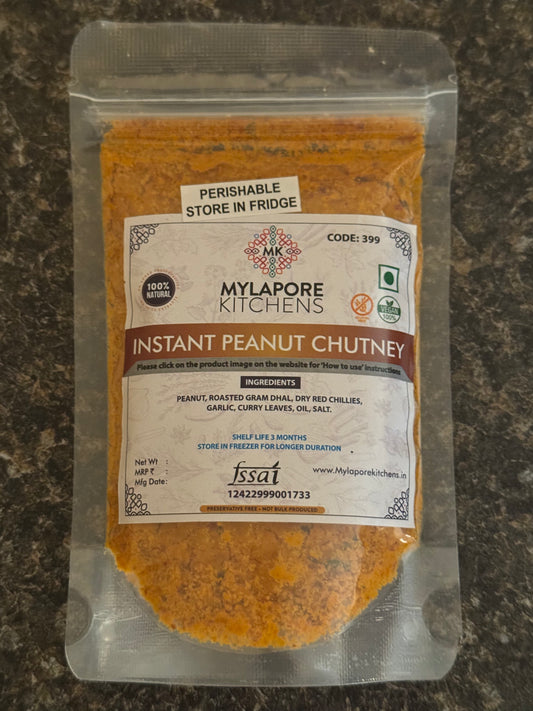 PERISHABLE
STORE IN FRIDGE
CODE: 399
MK
MYLAPORE
KITCHENS
100%
NATURAL
VEGAN
100%
INSTANT PEANUT CHUTNEY
Please click on the product image on the website for 'How to use' instructions
INGREDIENTS
PEANUT, ROASTED GRAM DHAL, DRY RED CHILLIES,
GARLIC, CURRY LEAVES, OIL, SALT.
SHELF LIFE 3 MONTHS
STORE IN FREEZER FOR LONGER DURATION
Net Wt :
MRP ₹ :
Mfg Date:
fssai
12422999001733
www.Mylaporekitchens.in
PRESERVATIVE FREE • NOT BULK PRODUCED